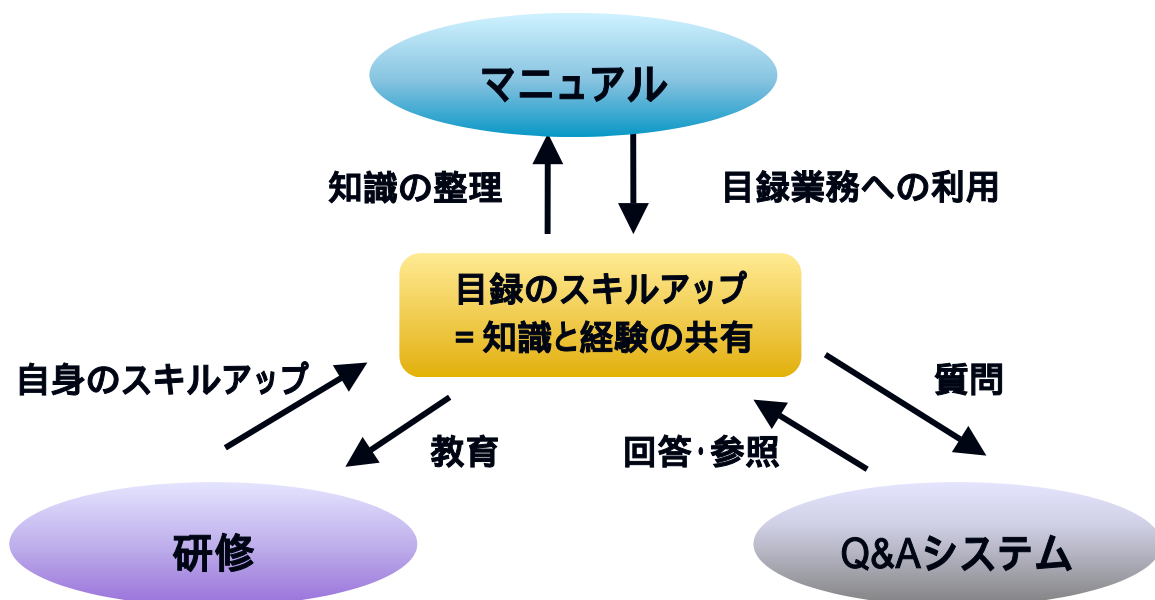 マニュアル
知識の整理
目録業務への利用
目録のスキルアップ
= 知識と経験の共有
自身のスキルアップ
質問
教育
回答・参照
研修
Q&Aシステム